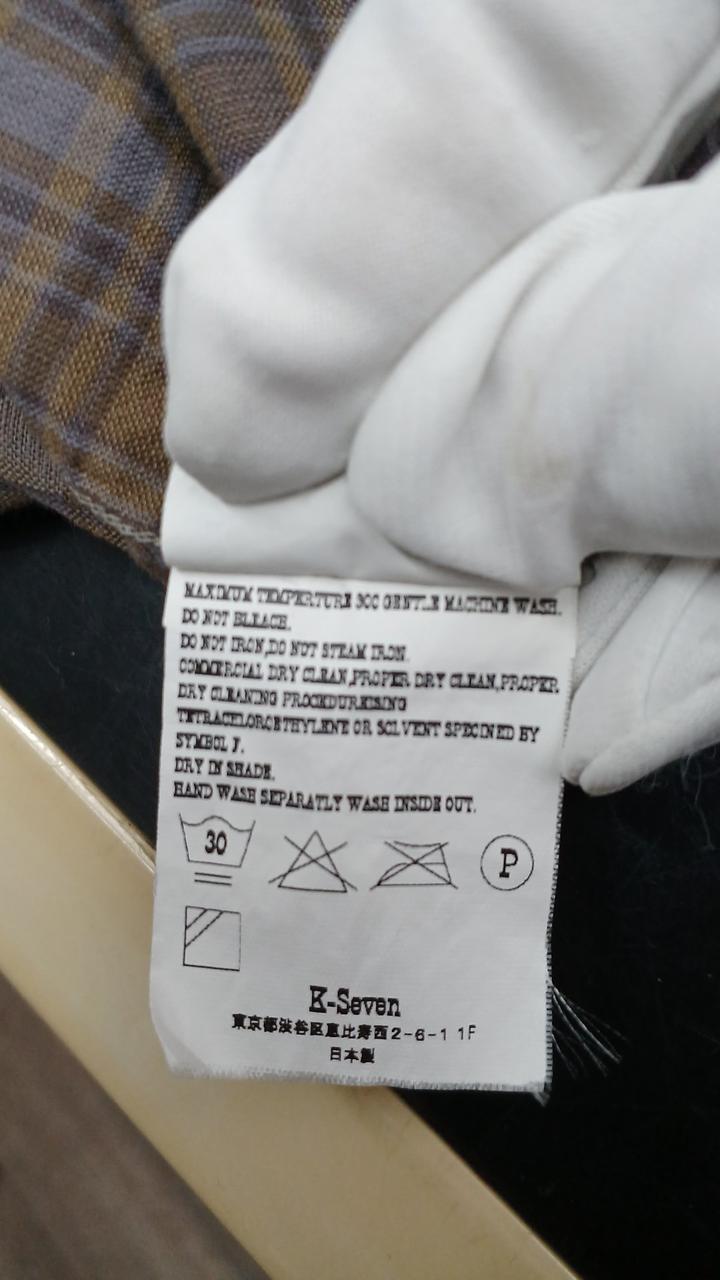 MAXIMUM TEMPERTURE 30C GENTLE MACHINE WASH.
DO NOT BLEACH.
DO NOT IRON,DO NOT STEAM IRON.
COMMERCIAL DRY CLEAN,PROPER DRY CLEAN,PROPER
DRY CLEANING PROCKDUREKISING
TETRACHLOROETHYLENE OR SOLVENT SPECINED BY
SYMBOL F.
DRY IN SHADE.
HAND WASH SEPARATLY WASH INSIDE OUT.
30
P
K-Seven
東京都渋谷区恵比寿西2-6-1 1F
日本製